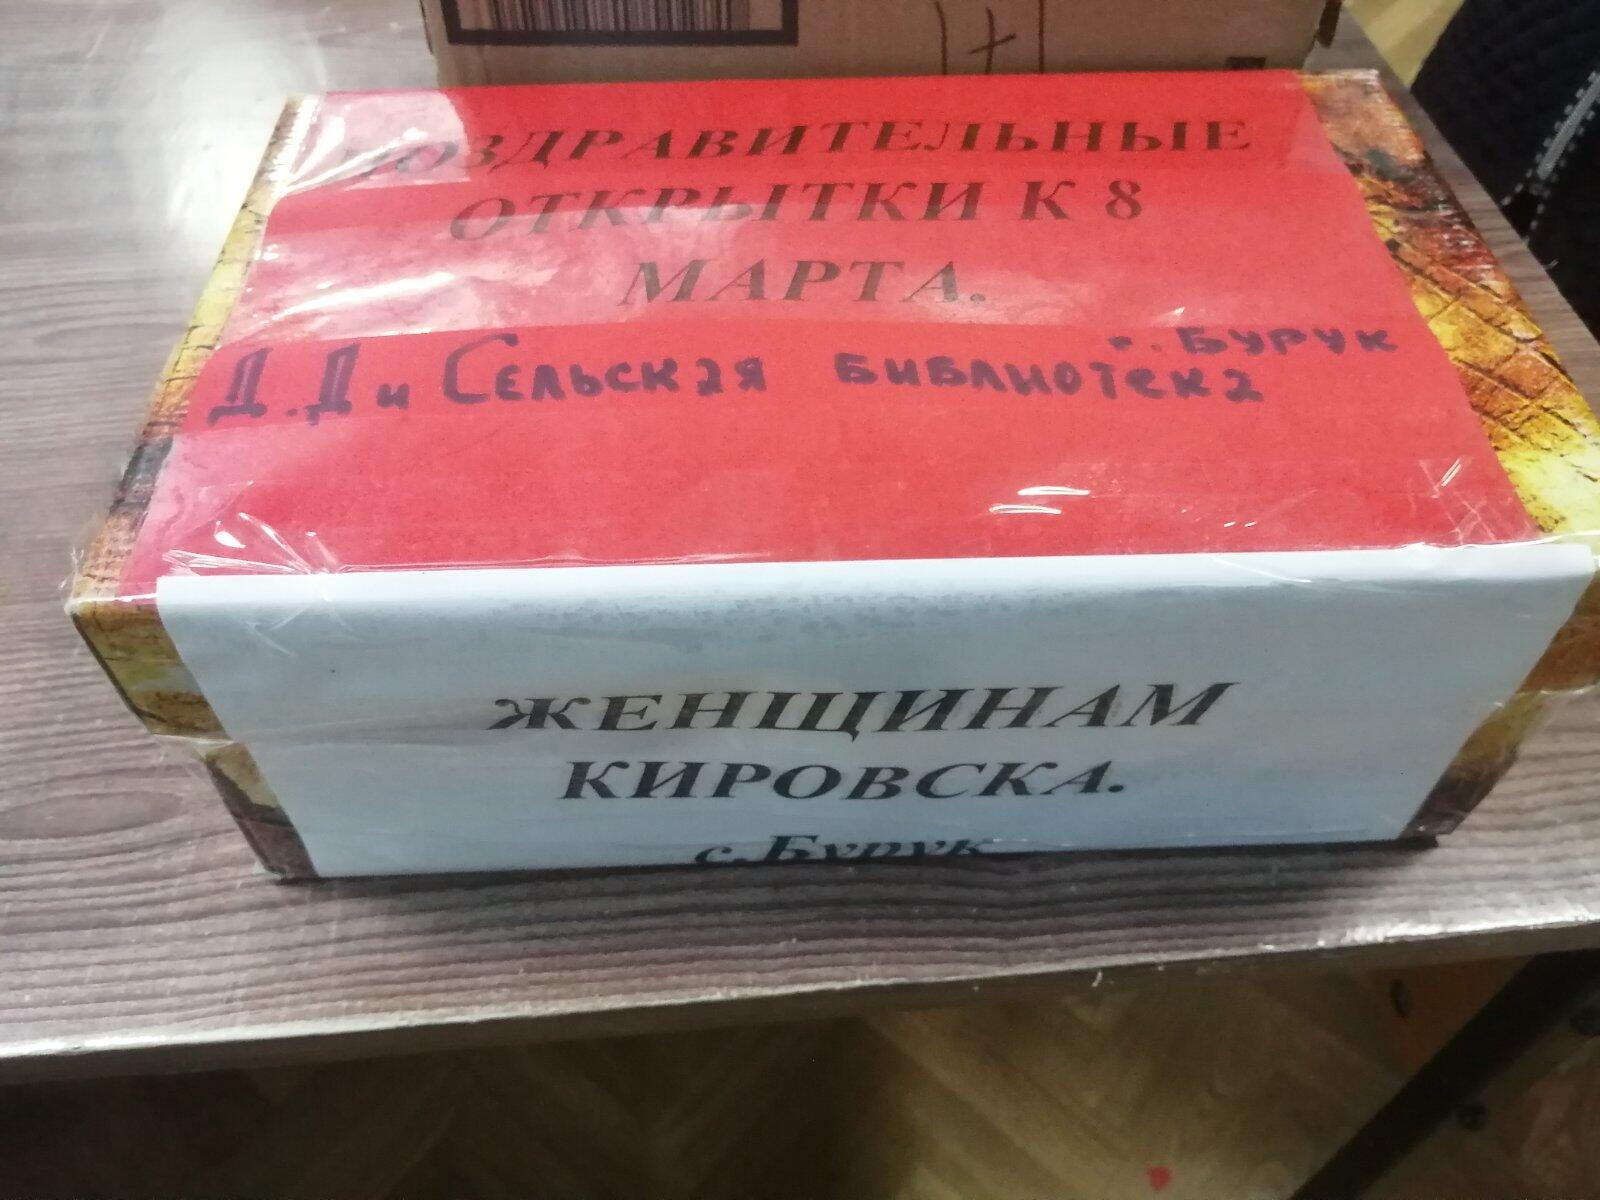 ПОЗДРАВИТЕЛЬНЫЕ
ОТКРЫТКИ К 8
МАРТА.
с. Бурук
Д.Д и Сельская библиотека
ЖЕНЩИНАМ
КИРОВСКА.
с.Бурук